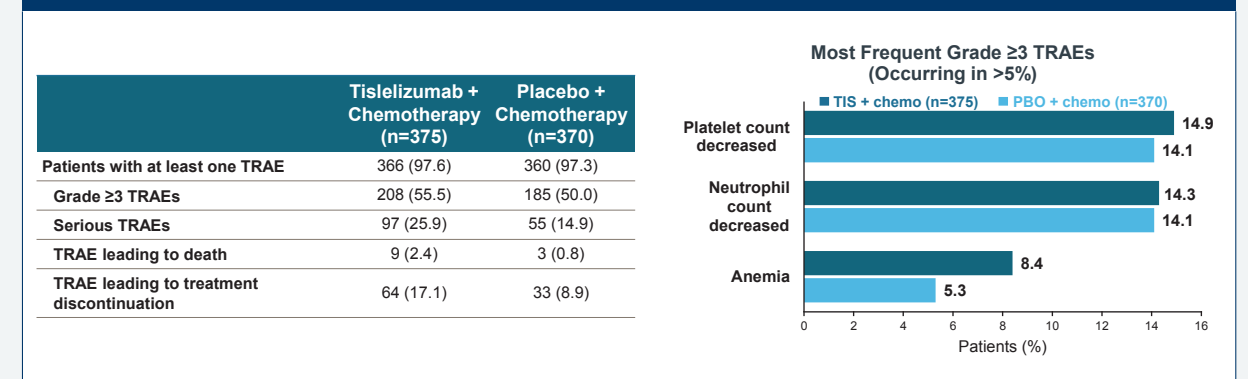 Tislelizumab +
Chemotherapy
(n=375)
Placebo +
Chemotherapy
(n=370)
Patients with at least one TRAE 366 (97.6) 360 (97.3)
Grade ≥3 TRAEs 208 (55.5) 185 (50.0)
Serious TRAEs 97 (25.9) 55 (14.9)
TRAE leading to death 9 (2.4) 3 (0.8)
TRAE leading to treatment
discontinuation 64 (17.1) 33 (8.9)
Most Frequent Grade ≥3 TRAEs
(Occurring in >5%)
TIS + chemo (n=375) PBO + chemo (n=370)
Platelet count
decreased
14.9
14.1
Neutrophil
count
decreased
14.3
14.1
Anemia
8.4
5.3
0 2 4 6 8 10 12 14 16
Patients (%)